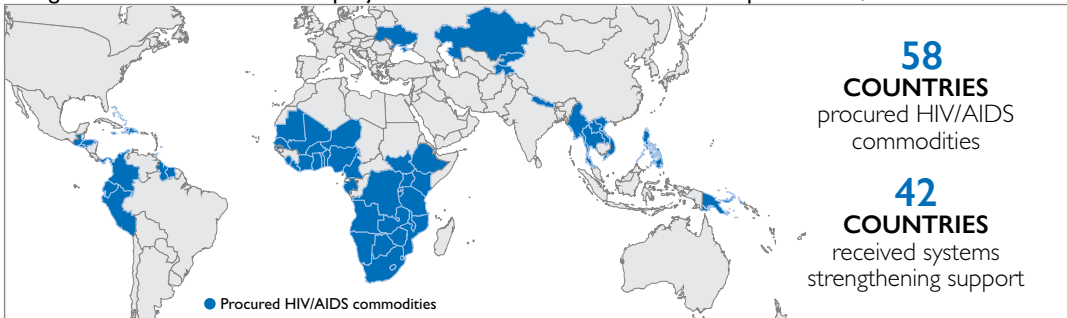 58
COUNTRIES
procured HIV/AIDS
commodities
42
COUNTRIES
received systems
strengthening support
Procured HIV/AIDS commodities